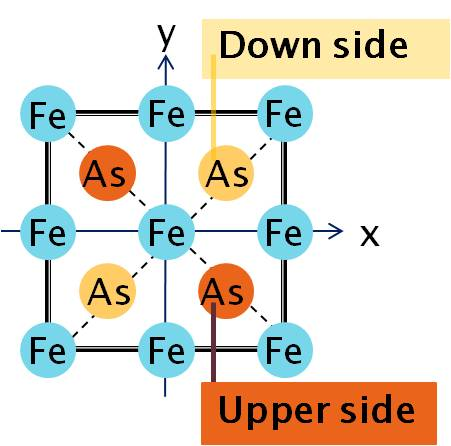 y
Down side
Fe Fe Fe
As As
Fe Fe Fe x
As As
Fe Fe Fe
Upper side